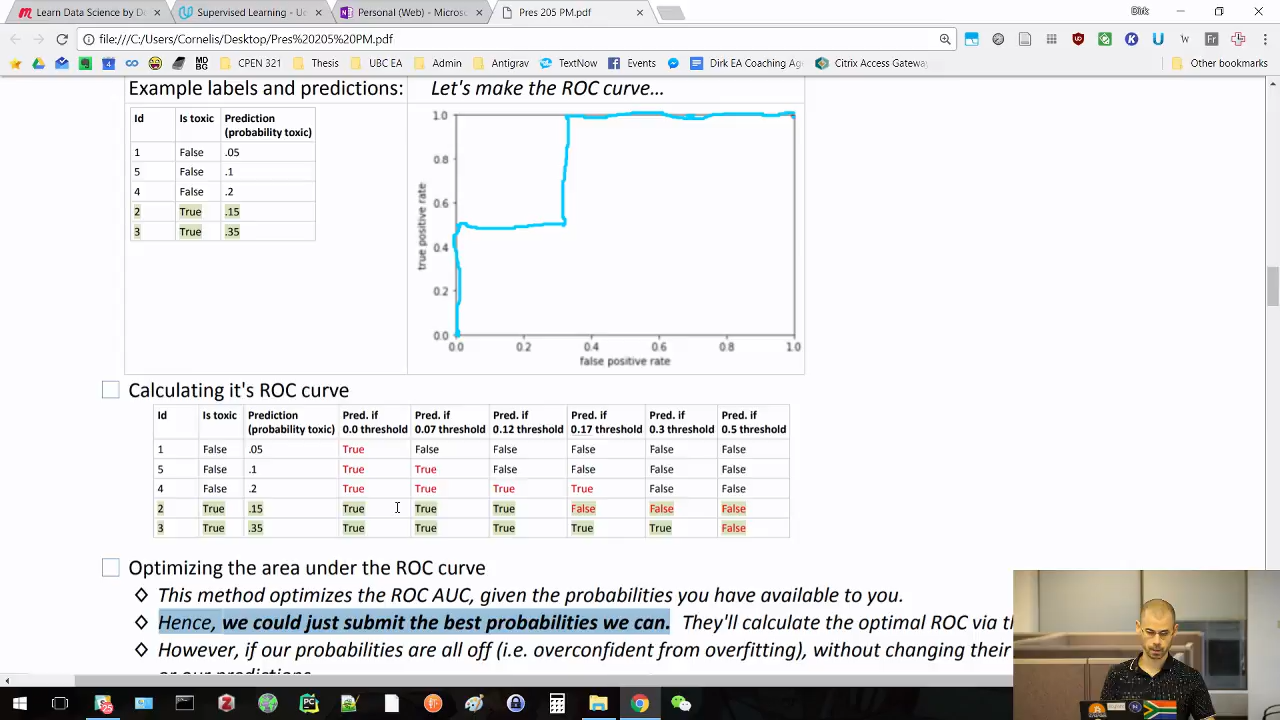 Learn Data Science by D
Supervised Learning - U
Personal (Web) - Microsu
Pres 205 PM.pdf
Dirk
file:///C:/Users/Cornelis/Desktop/Pres%20205%20PM.pdf
CPEN 321
Thesis
UBC EA
Admin
Antigrav
TextNow
Events
Dirk EA Coaching Ag
Citrix Access Gateway
Other bookmarks
Example labels and predictions:
Let's make the ROC curve...
Id Is toxic Prediction
(probability toxic)
1 False .05
5 False .1
4 False .2
2 True .15
3 True .35
1.0
0.8
0.6
0.4
0.2
0.0
true positive rate
0.0 0.2 0.4 0.6 0.8 1.0
false positive rate
Calculating it's ROC curve
Id Is toxic Prediction Pred. if Pred. if Pred. if Pred. if Pred. if Pred. if
(probability toxic) 0.0 threshold 0.07 threshold 0.12 threshold 0.17 threshold 0.3 threshold 0.5 threshold
1 False .05 True False False False False False
5 False .1 True True False False False False
4 False .2 True True True True False False
2 True .15 True True True False False False
3 True .35 True True True True True False
Optimizing the area under the ROC curve
◊ This method optimizes the ROC AUC, given the probabilities you have available to you.
◊ Hence, we could just submit the best probabilities we can. They'll calculate the optimal ROC via th
◊ However, if our probabilities are all off (i.e. overconfident from overfitting), without changing their
or our predictions